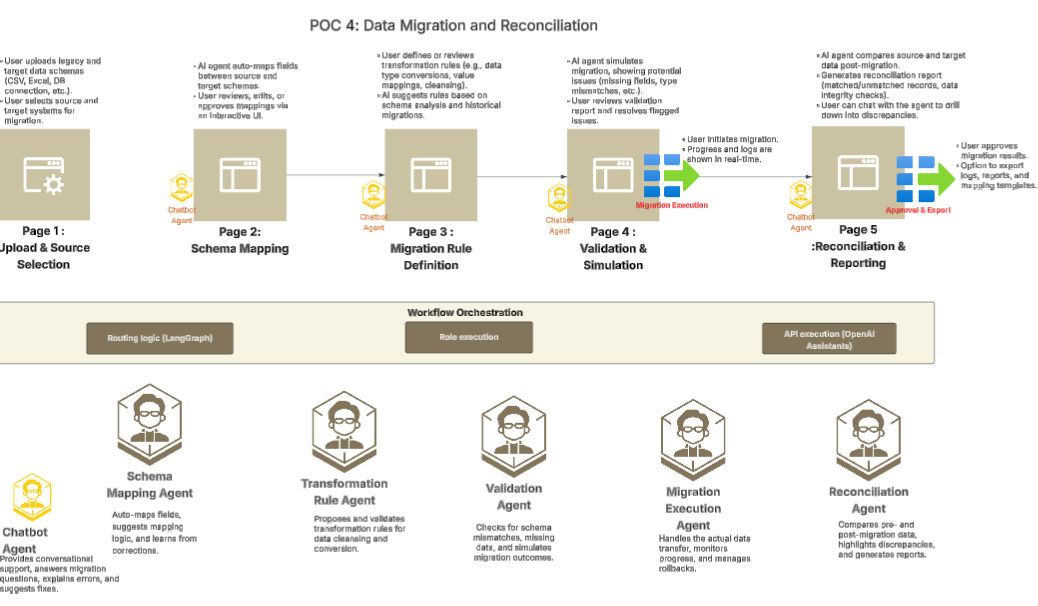 POC 4: Data Migration and Reconciliation
• User uploads legacy and
target data schemas
(CSV, Excel, DB
connection, etc.).
• User selects source and
target systems for
migration.
• AI agent auto-maps fields
between source and
target schemas.
• User reviews, edits, or
approves mappings via
an interactive UI.
• User defines or reviews
transformation rules (e.g., data
type conversions, value
mappings, cleansing).
• AI suggests rules based on
schema analysis and historical
migrations.
• AI agent simulates
migration, showing potential
issues (missing fields, type
mismatches, etc.).
• User reviews validation
report and resolves flagged
issues.
• User initiates migration.
• Progress and logs are
shown in real-time.
• AI agent compares source and target
data post-migration.
• Generates reconciliation report
(matched/unmatched records, data
integrity checks).
• User can chat with the agent to drill
down into discrepancies.
• User approves
migration results.
• Option to export
logs, reports, and
mapping templates.
Chatbot
Agent
Chatbot
Agent
Chatbot
Agent
Migration Execution
Chatbot
Agent
Approval & Export
Page 1 :
Upload & Source
Selection
Page 2:
Schema Mapping
Page 3 :
Migration Rule
Definition
Page 4 :
Validation &
Simulation
Page 5
:Reconciliation &
Reporting
Workflow Orchestration
Routing logic (LangGraph)
Role execution
API execution (OpenAI
Assistants)
Chatbot
Agent
Provides conversational
support, answers migration
questions, explains errors, and
suggests fixes.
Schema
Mapping Agent
Auto-maps fields,
suggests mapping
logic, and learns from
corrections.
Transformation
Rule Agent
Proposes and validates
transformation rules for
data cleansing and
conversion.
Validation
Agent
Checks for schema
mismatches, missing
data, and simulates
migration outcomes.
Migration
Execution
Agent
Handles the actual data
transfer, monitors
progress, and manages
rollbacks.
Reconciliation
Agent
Compares pre- and
post-migration data,
highlights discrepancies,
and generates reports.